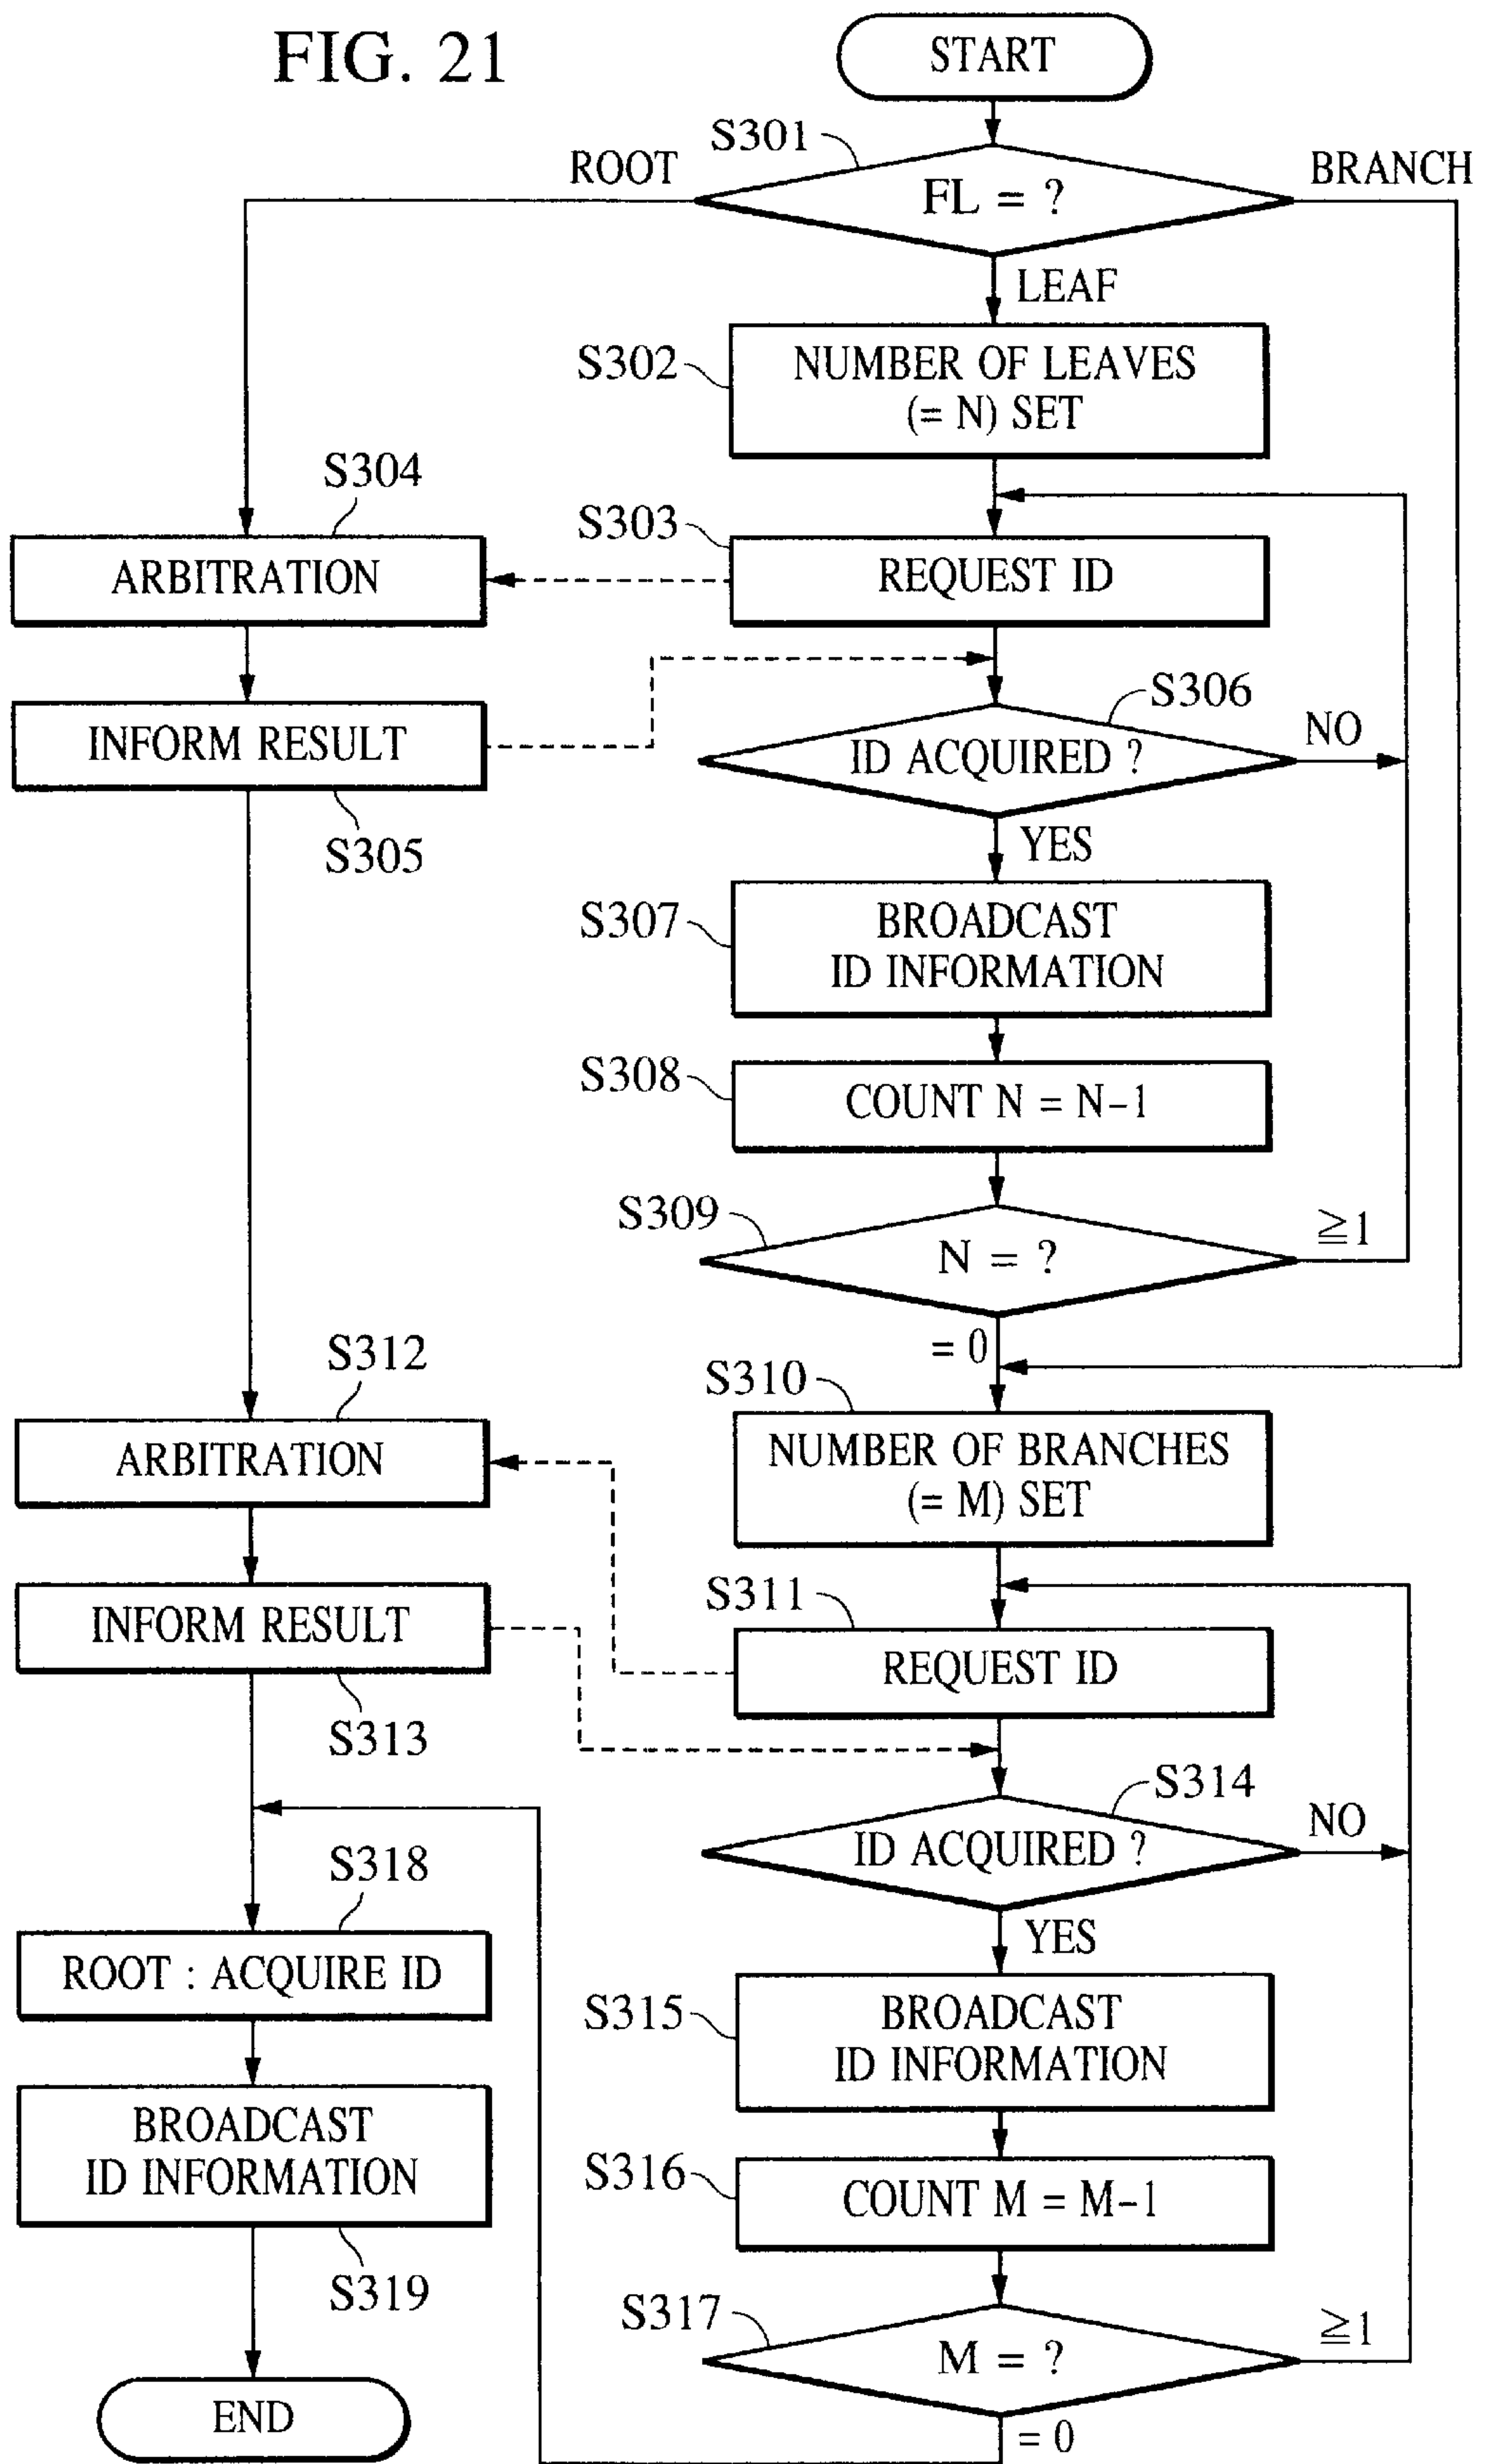 FIG. 21
START
S301
ROOT
BRANCH
FL = ?
LEAF
S302
NUMBER OF LEAVES
(= N) SET
S304
S303
ARBITRATION
REQUEST ID
S306
INFORM RESULT
ID ACQUIRED ?
NO
S305
YES
S307
BROADCAST
ID INFORMATION
S308
COUNT N = N-1
S309
N = ?
≧1
= 0
S312
S310
ARBITRATION
NUMBER OF BRANCHES
(= M) SET
S311
INFORM RESULT
REQUEST ID
S313
S314
ID ACQUIRED ?
NO
S318
YES
ROOT : ACQUIRE ID
S315
BROADCAST
ID INFORMATION
BROADCAST
ID INFORMATION
S316
COUNT M = M-1
S319
S317
M = ?
≧1
END
= 0